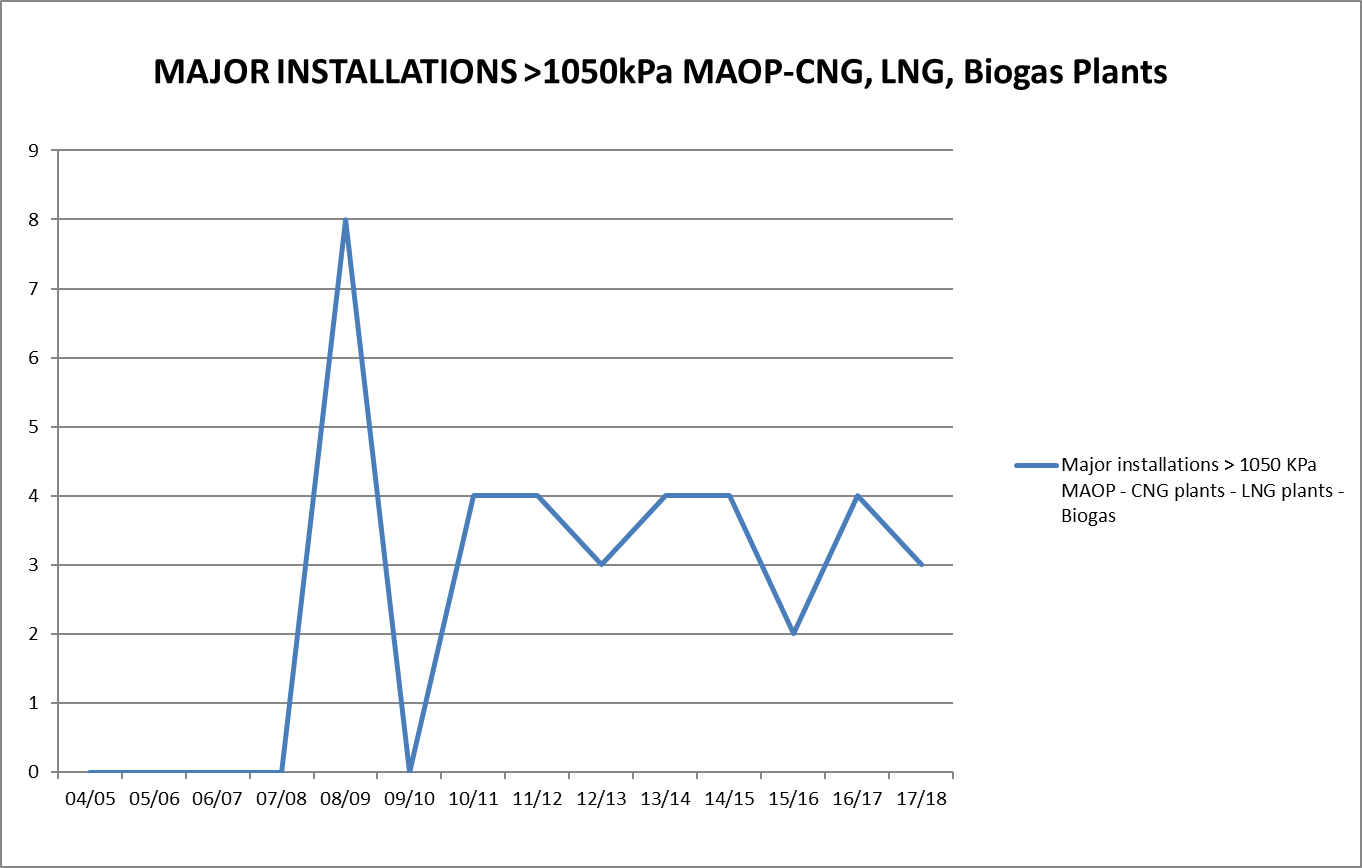 MAJOR INSTALLATIONS >1050kPa MAOP-CNG, LNG, Biogas Plants
9
8
7
6
5
4
3
2
1
0
04/05 05/06 06/07 07/08 08/09 09/10 10/11 11/12 12/13 13/14 14/15 15/16 16/17 17/18
Major installations > 1050 KPa
MAOP - CNG plants - LNG plants -
Biogas